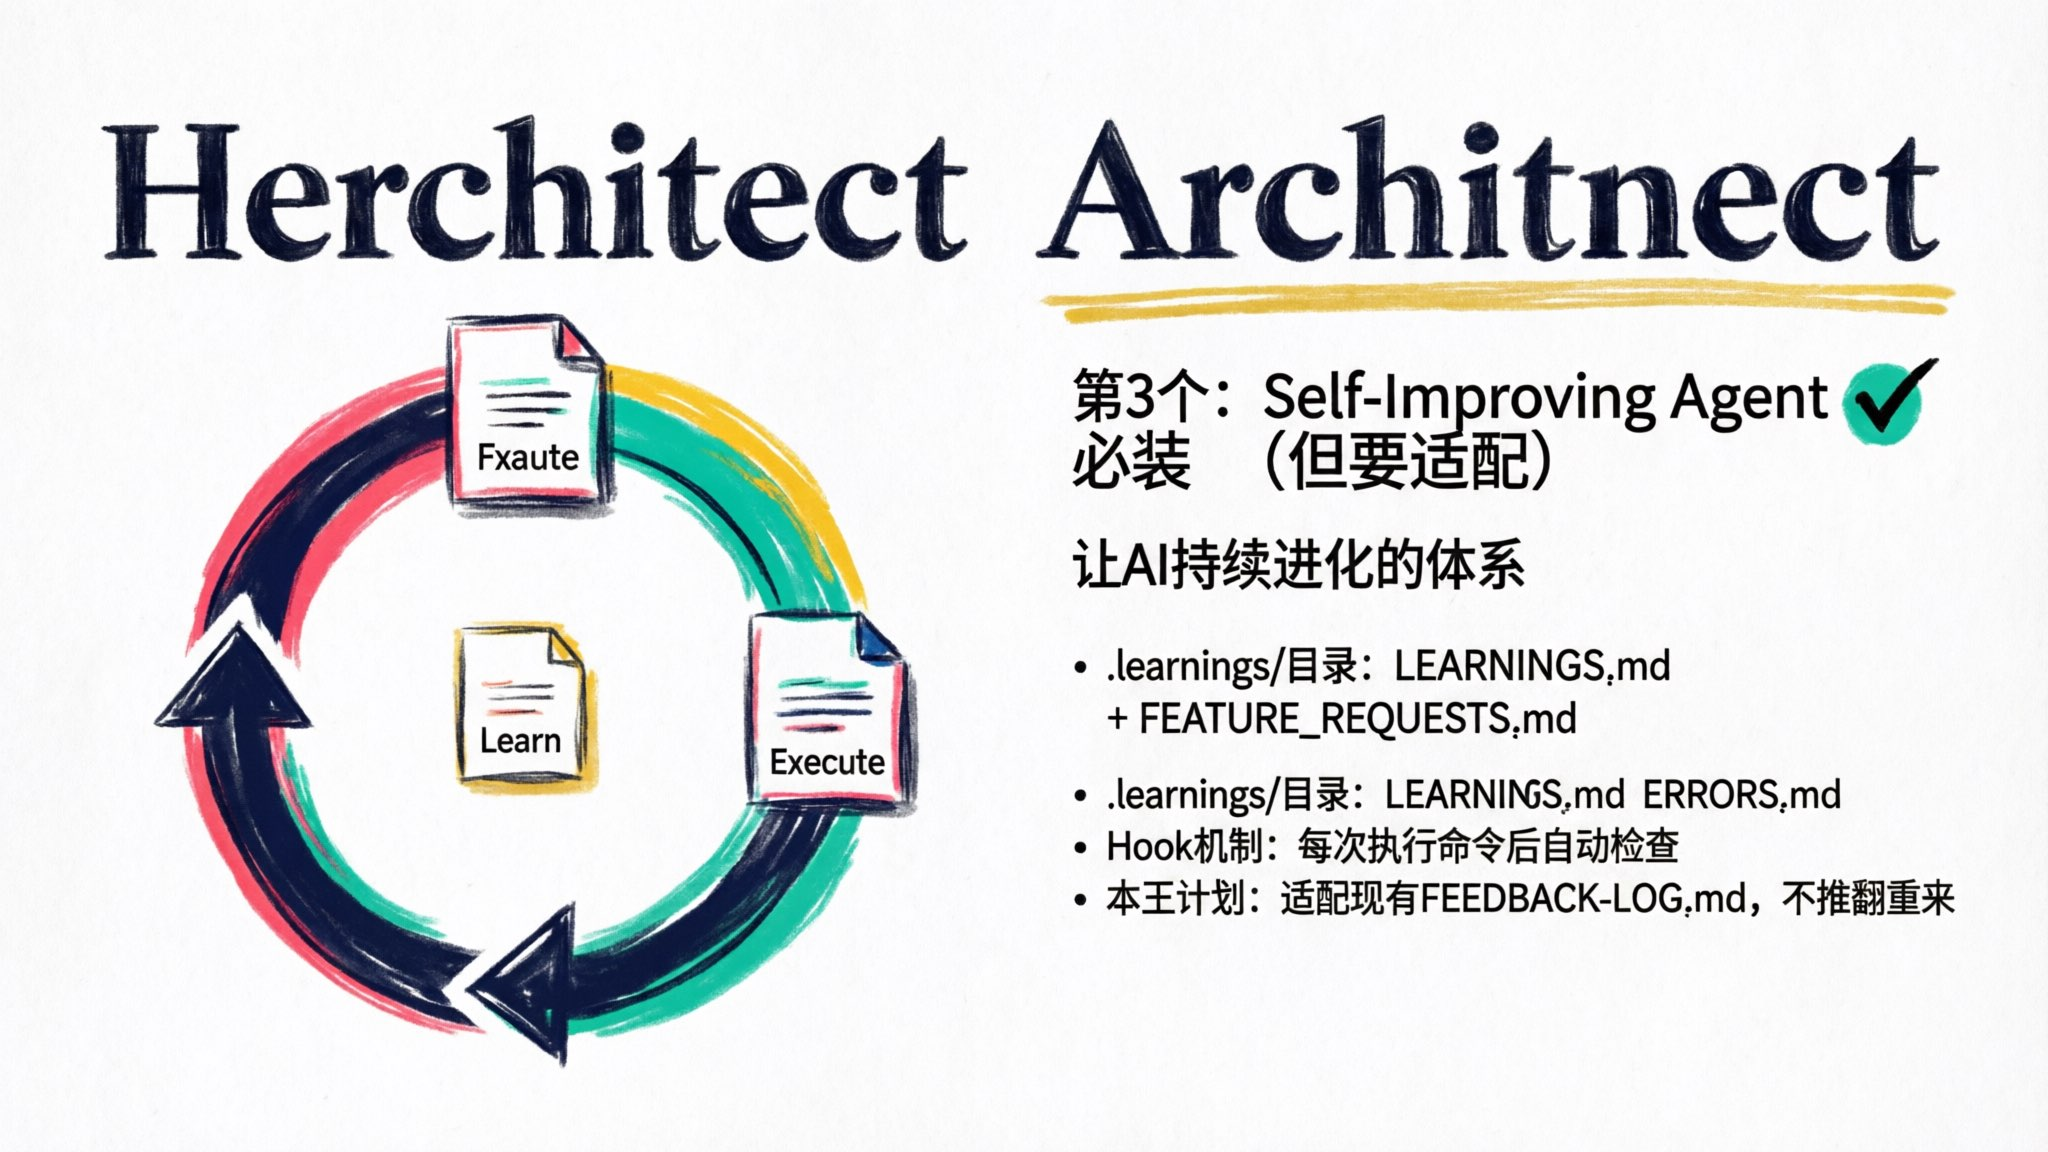 Herchitect Architnect
Fxaute
Learn
Execute
第3个：Self-Improving Agent
必装 （但要适配）
让AI持续进化的体系
• .learnings/目录：LEARNINGS.md
+ FEATURE_REQUESTS.md
• .learnings/目录：LEARNINGS.md ERRORS.md
• Hook机制：每次执行命令后自动检查
• 本王计划：适配现有FEEDBACK-LOG.md，不推翻重来